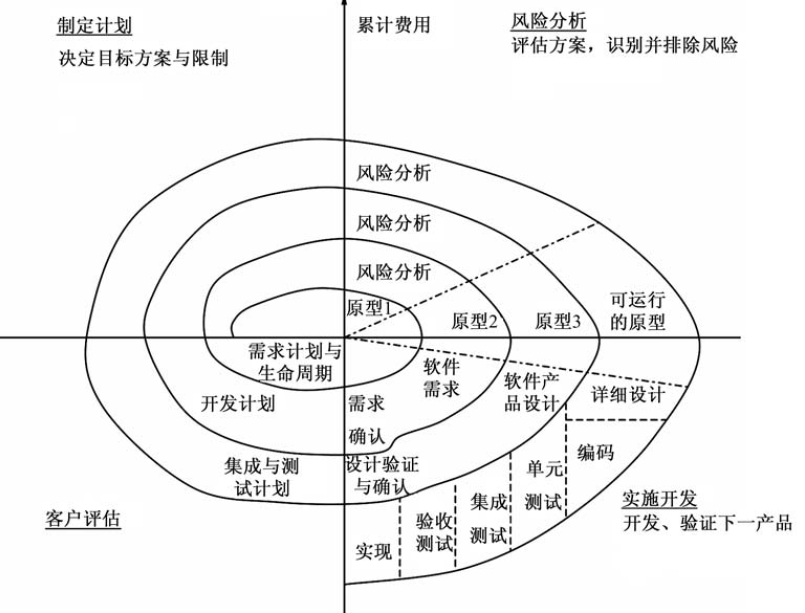 制定计划
决定目标方案与限制
累计费用
风险分析
评估方案，识别并排除风险
风险分析
风险分析
风险分析
原型1
原型2
原型3
可运行
的原型
需求计划与
生命周期
软件
需求
软件产
品设计
详细设计
开发计划
需求
确认
集成与测
试计划
设计验证
与确认
单元
测试
编码
集成
测试
验收
测试
实现
客户评估
实施开发
开发、验证下一产品